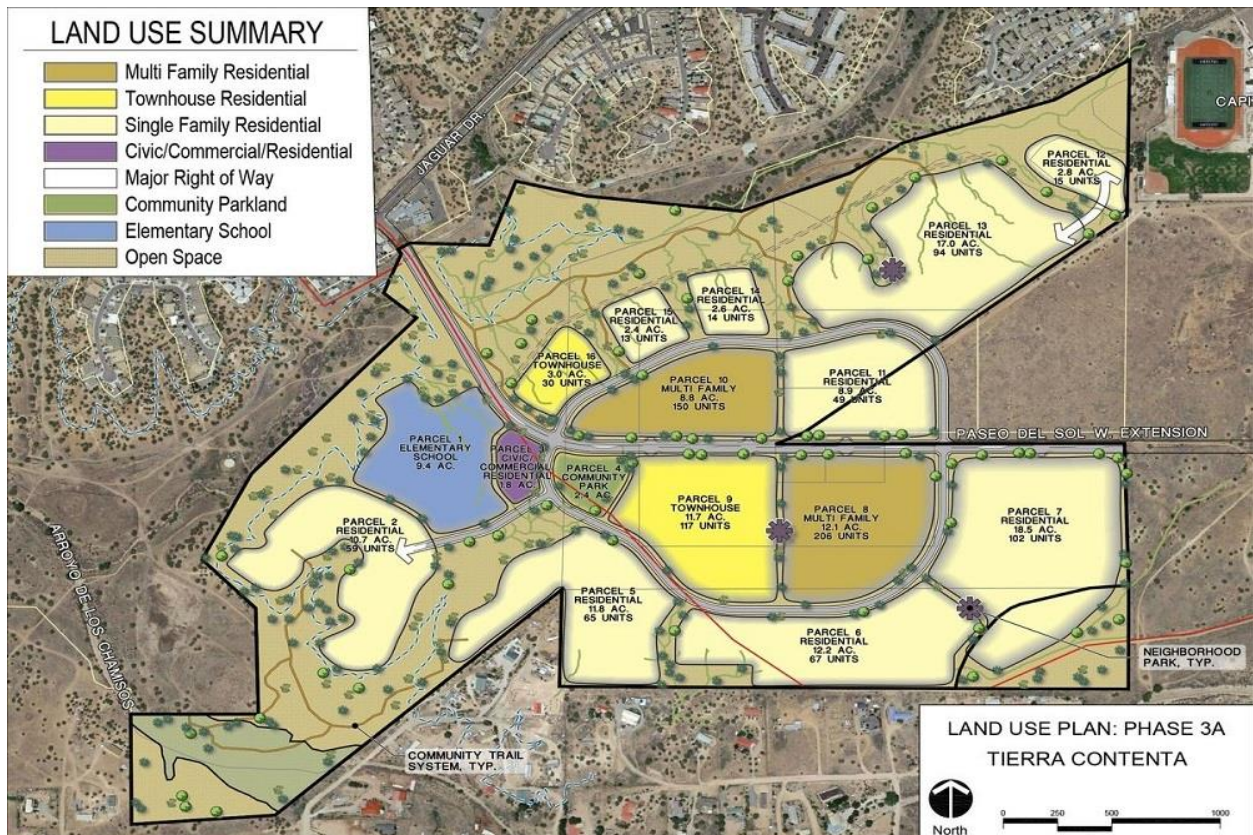 LAND USE SUMMARY
Multi Family Residential
Townhouse Residential
Single Family Residential
Civic/Commercial/Residential
Major Right of Way
Community Parkland
Elementary School
Open Space
JAGUAR DR.
CAPI
PARCEL 12
RESIDENTIAL
2.8 AC.
15 UNITS
PARCEL 13
RESIDENTIAL
17.0 AC.
94 UNITS
PARCEL 14
RESIDENTIAL
2.6 AC.
14 UNITS
PARCEL 15
RESIDENTIAL
2.4 AC.
13 UNITS
PARCEL 16
TOWNHOUSE
3.0 AC.
30 UNITS
PARCEL 10
MULTI FAMILY
8.8 AC.
150 UNITS
PARCEL 11
RESIDENTIAL
8.9 AC.
49 UNITS
PASEO DEL SOL W. EXTENSION
PARCEL 1
ELEMENTARY
SCHOOL
9.4 AC.
PARCEL 3
CIVIC/
COMMERCIAL
RESIDENTIAL
1.8 AC.
PARCEL 4
COMMUNITY
PARK
2.4 AC.
PARCEL 9
TOWNHOUSE
11.7 AC.
117 UNITS
PARCEL 8
MULTI FAMILY
12.1 AC.
206 UNITS
PARCEL 7
RESIDENTIAL
18.5 AC.
102 UNITS
PARCEL 2
RESIDENTIAL
10.7 AC.
59 UNITS
PARCEL 5
RESIDENTIAL
11.8 AC.
65 UNITS
PARCEL 6
RESIDENTIAL
12.2 AC.
67 UNITS
ARROYO DE LOS CHAMISOS
NEIGHBORHOOD
PARK, TYP.
COMMUNITY TRAIL
SYSTEM, TYP.
LAND USE PLAN: PHASE 3A
TIERRA CONTENTA
North
0 250 500 1000